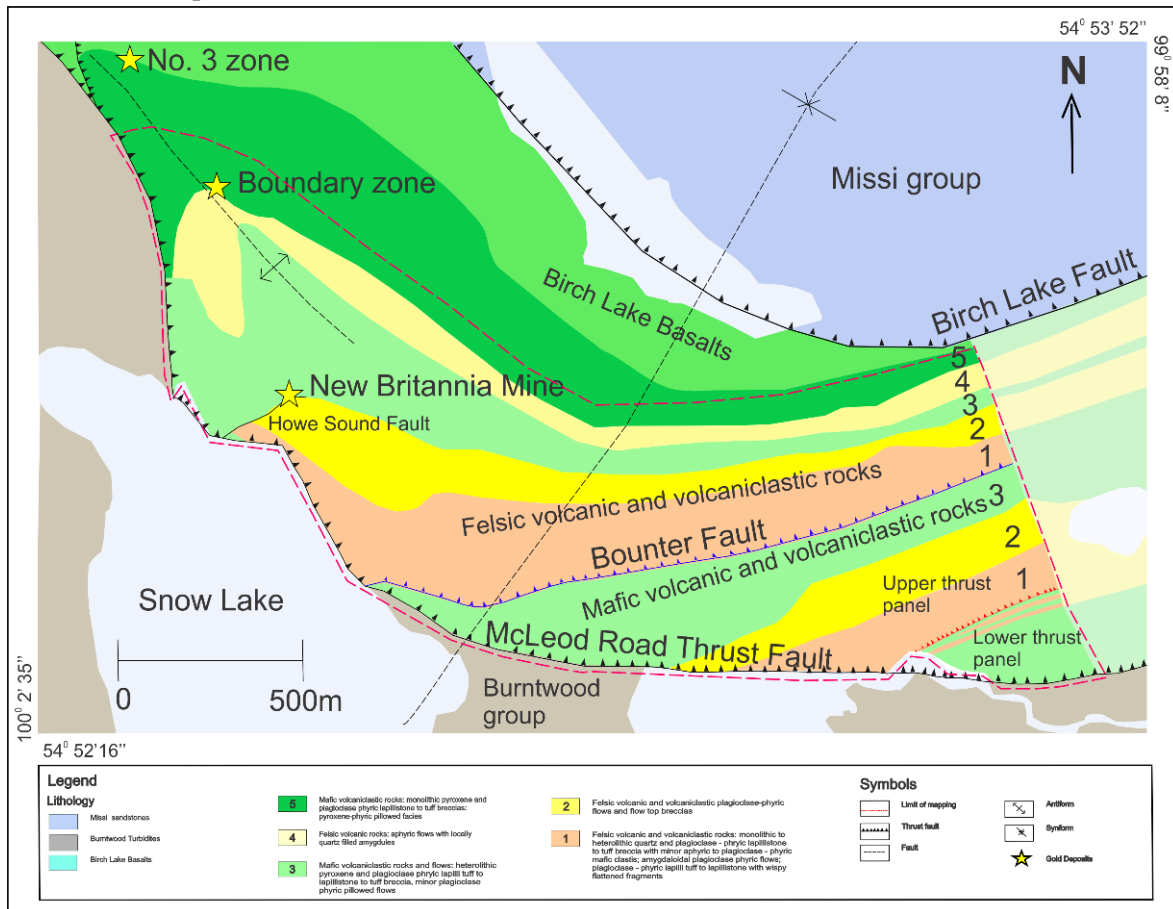 54⁰ 53' 52''
99⁰ 58' 8''
No. 3 zone
N
Boundary zone
Missi group
Birch Lake Basalts
Birch Lake Fault
New Britannia Mine
Howe Sound Fault
5
4
3
2
1
Felsic volcanic and volcaniclastic rocks
Bounter Fault
3
Mafic volcanic and volcaniclastic rocks
2
1
Upper thrust
panel
Snow Lake
McLeod Road Thrust Fault
Lower thrust
panel
0
500m
Burntwood
group
100⁰ 2' 35''
54⁰ 52' 16''
Legend
Lithology
Missi sandstones
Burntwood Turbidites
Birch Lake Basalts
5
Mafic volcaniclastic rocks: monolithic pyroxene and
plagioclase phyric lapillistone to tuff breccias:
pyroxene-phyric pillowed facies
4
Felsic volcanic rocks: aphyric flows with locally
quartz filled amygdules
3
Mafic volcaniclastic rocks and flows: heterolithic
pyroxene and plagioclase phryic lapilli tuff to
lapillistone to tuff breccia, minor plagioclase
phyric pillowed flows
2
Felsic volcanic and volcaniclastic plagioclase-phyric
flows and flow top breccias
1
Felsic volcanic and volcaniclastic rocks: monolithic to
heterolithic quartz and plagioclase - phryic lapillistone
to tuff breccia with minor aphyric to plagioclase - phyric
mafic clastis; amygdaloidal plagioclase phyric flows;
plagioclase - phyric lapilli tuff to lapillistone with wispy
flattened fragments
Symbols
Limit of mapping
Thrust fault
Fault
Antiform
Synform
Gold Deposits